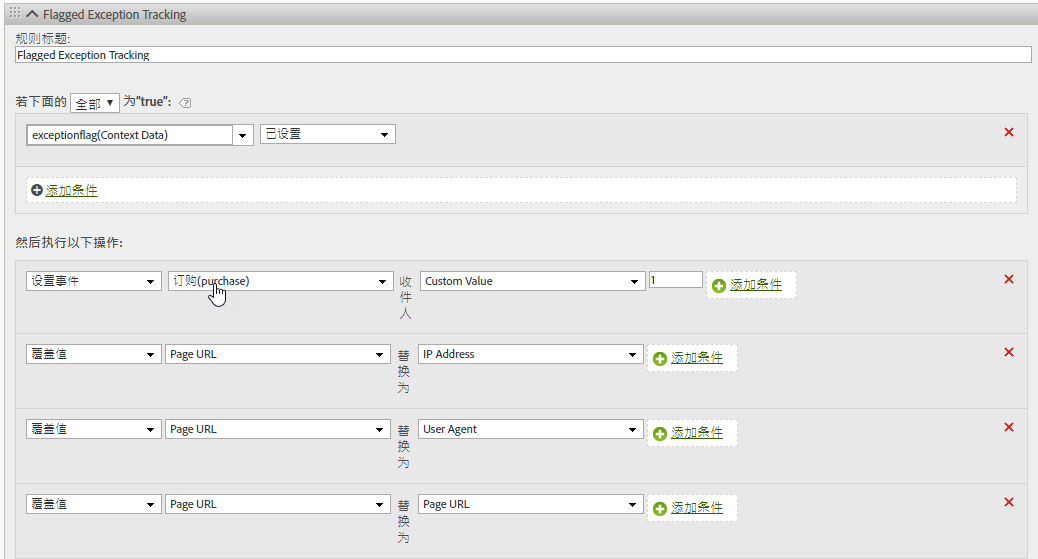 Flagged Exception Tracking
规则标题:
Flagged Exception Tracking
若下面的 全部 为“true”:
exceptionflag(Context Data) 已设置
添加条件
然后执行以下操作:
设置事件 订购(purchase) 收件人 Custom Value 1 添加条件
覆盖值 Page URL 替换为 IP Address 添加条件
覆盖值 Page URL 替换为 User Agent 添加条件
覆盖值 Page URL 替换为 Page URL 添加条件